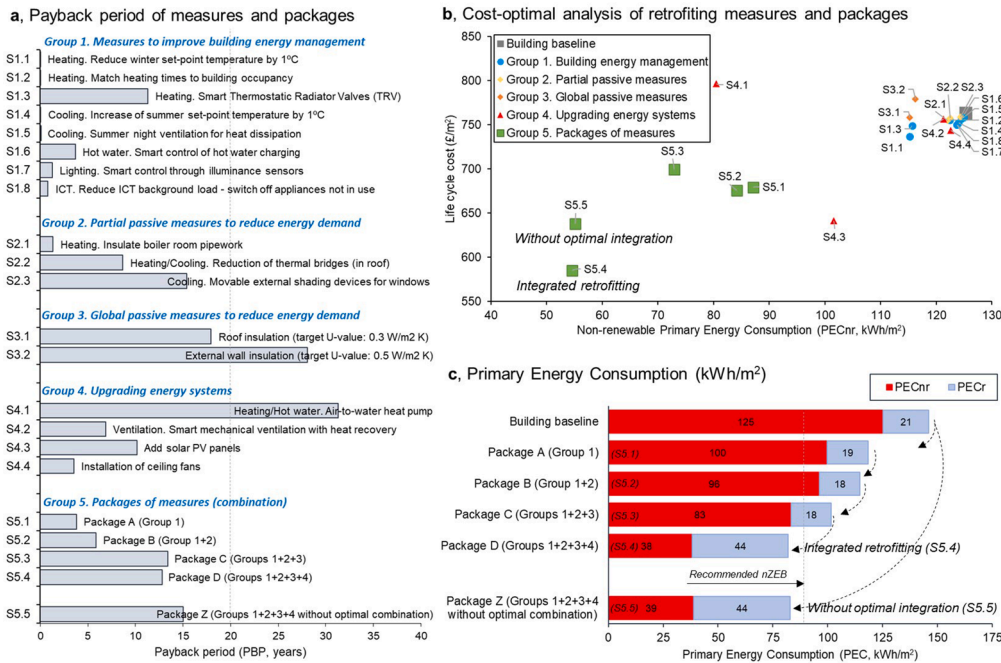 a, Payback period of measures and packages
Group 1. Measures to improve building energy management
S1.1 Heating. Reduce winter set-point temperature by 1ºC
S1.2 Heating. Match heating times to building occupancy
S1.3 Heating. Smart Thermostatic Radiator Valves (TRV)
S1.4 Cooling. Increase of summer set-point temperature by 1ºC
S1.5 Cooling. Summer night ventilation for heat dissipation
S1.6 Hot water. Smart control of hot water charging
S1.7 Lighting. Smart control through illuminance sensors
S1.8 ICT. Reduce ICT background load - switch off appliances not in use
Group 2. Partial passive measures to reduce energy demand
S2.1 Heating. Insulate boiler room pipework
S2.2 Heating/Cooling. Reduction of thermal bridges (in roof)
S2.3 Cooling. Movable external shading devices for windows
Group 3. Global passive measures to reduce energy demand
S3.1 Roof insulation (target U-value: 0.3 W/m2 K)
S3.2 External wall insulation (target U-value: 0.5 W/m2 K)
Group 4. Upgrading energy systems
S4.1 Heating/Hot water. Air-to-water heat pump
S4.2 Ventilation. Smart mechanical ventilation with heat recovery
S4.3 Add solar PV panels
S4.4 Installation of ceiling fans
Group 5. Packages of measures (combination)
S5.1 Package A (Group 1)
S5.2 Package B (Group 1+2)
S5.3 Package C (Groups 1+2+3)
S5.4 Package D (Groups 1+2+3+4)
S5.5 Package Z (Groups 1+2+3+4 without optimal combination)
0 5 10 15 20 25 30 35 40
Payback period (PBP, years)
b, Cost-optimal analysis of retrofiting measures and packages
Building baseline
Group 1. Building energy management
Group 2. Partial passive measures
Group 3. Global passive measures
Group 4. Upgrading energy systems
Group 5. Packages of measures
Life cycle cost (£/m²)
850
800
750
700
650
600
550
S4.1
S3.2
S3.1
S1.3
S1.1
S2.1
S4.2
S2.2
S4.4
S2.3
S1.6
S1.5
S1.2
S1.4
S1.8
S1.7
S5.3
S5.2
S5.1
S5.5
Without optimal integration
S4.3
S5.4
Integrated retrofitting
40 50 60 70 80 90 100 110 120 130
Non-renewable Primary Energy Consumption (PECnr, kWh/m²)
c, Primary Energy Consumption (kWh/m²)
PECnr PECr
Building baseline 125 21
Package A (Group 1) (S5.1) 100 19
Package B (Group 1+2) (S5.2) 96 18
Package C (Groups 1+2+3) (S5.3) 83 18
Package D (Groups 1+2+3+4) (S5.4) 38 44 Integrated retrofitting (S5.4)
Recommended nZEB
Package Z (Groups 1+2+3+4
without optimal combination) (S5.5) 39 44 Without optimal integration (S5.5)
0 25 50 75 100 125 150 175
Primary Energy Consumption (PEC, kWh/m²)